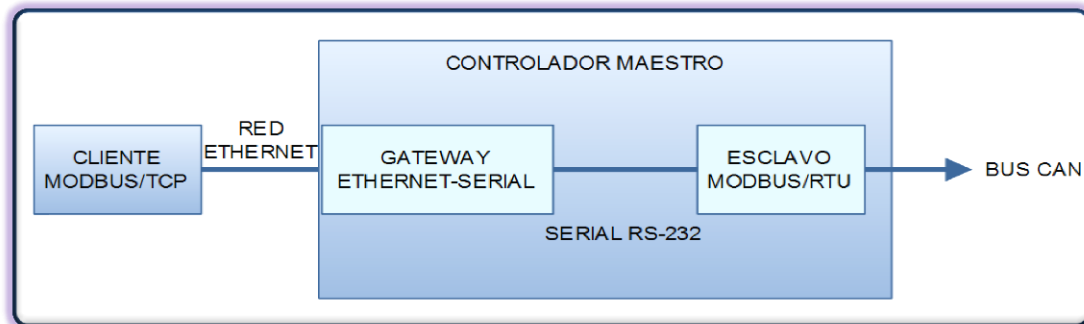 CONTROLADOR MAESTRO
RED
ETHERNET
CLIENTE
MODBUS/TCP
GATEWAY
ETHERNET-SERIAL
ESCLAVO
MODBUS/RTU
BUS CAN
SERIAL RS-232